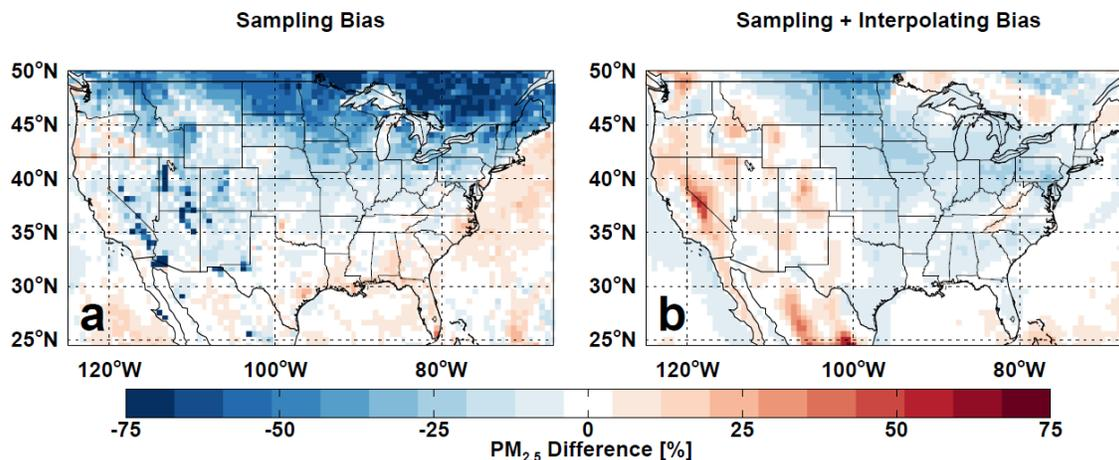 Sampling Bias
Sampling + Interpolating Bias
50°N
45°N
40°N
35°N
30°N
25°N
a
120°W 100°W 80°W
50°N
45°N
40°N
35°N
30°N
25°N
b
120°W 100°W 80°W
-75 -50 -25 0 25 50 75
PM2.5 Difference [%]